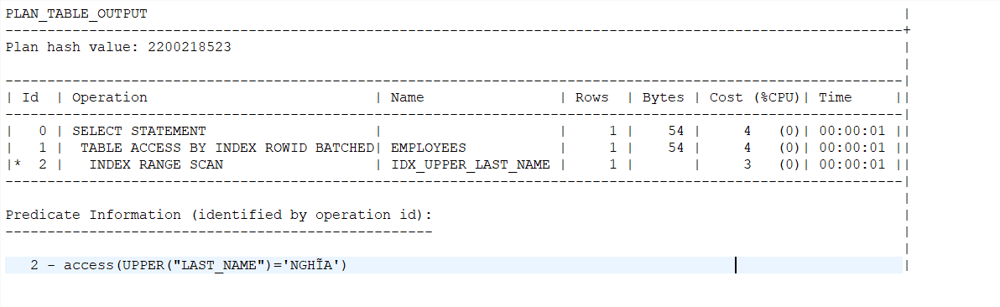 PLAN_TABLE_OUTPUT                                                                                          |
-----------------------------------------------------------------------------------------------------------+
Plan hash value: 2200218523                                                                                |
                                                                                                           |
-----------------------------------------------------------------------------------------------------------|
| Id  | Operation                           | Name                | Rows  | Bytes | Cost (%CPU)| Time     ||
-----------------------------------------------------------------------------------------------------------|
|   0 | SELECT STATEMENT                    |                     |     1 |    54 |     4   (0)| 00:00:01 ||
|   1 |  TABLE ACCESS BY INDEX ROWID BATCHED| EMPLOYEES           |     1 |    54 |     4   (0)| 00:00:01 ||
|*  2 |   INDEX RANGE SCAN                  | IDX_UPPER_LAST_NAME |     1 |       |     3   (0)| 00:00:01 ||
-----------------------------------------------------------------------------------------------------------|
                                                                                                           |
Predicate Information (identified by operation id):                                                        |
---------------------------------------------------                                                        |
                                                                                                           |
   2 - access(UPPER("LAST_NAME")='NGHĨA')                                                                  |